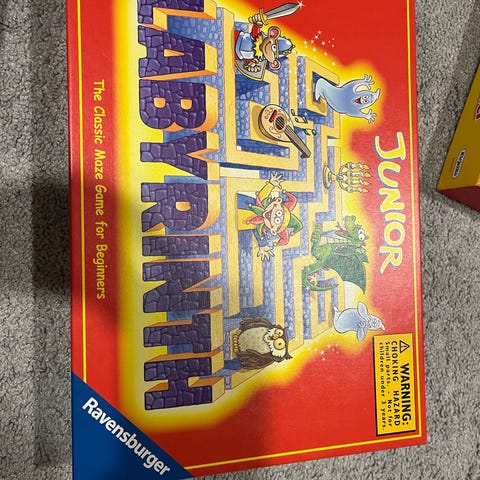 JUNIOR
LABYRINTH
The Classic Maze Game for Beginners
WARNING:
CHOKING HAZARD
Small parts. Not for
children under 3 years.
Ravensburger